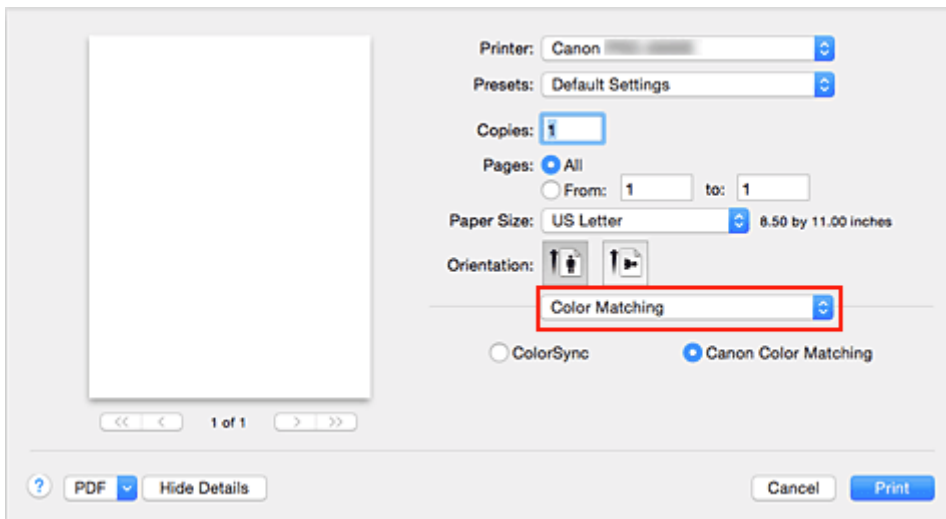 Printer: Canon
Presets: Default Settings
Copies: 1
Pages: All
From: 1 to: 1
Paper Size: US Letter 8.50 by 11.00 inches
Orientation:
Color Matching
ColorSync Canon Color Matching
<< < 1 of 1 > >>
? PDF Hide Details Cancel Print